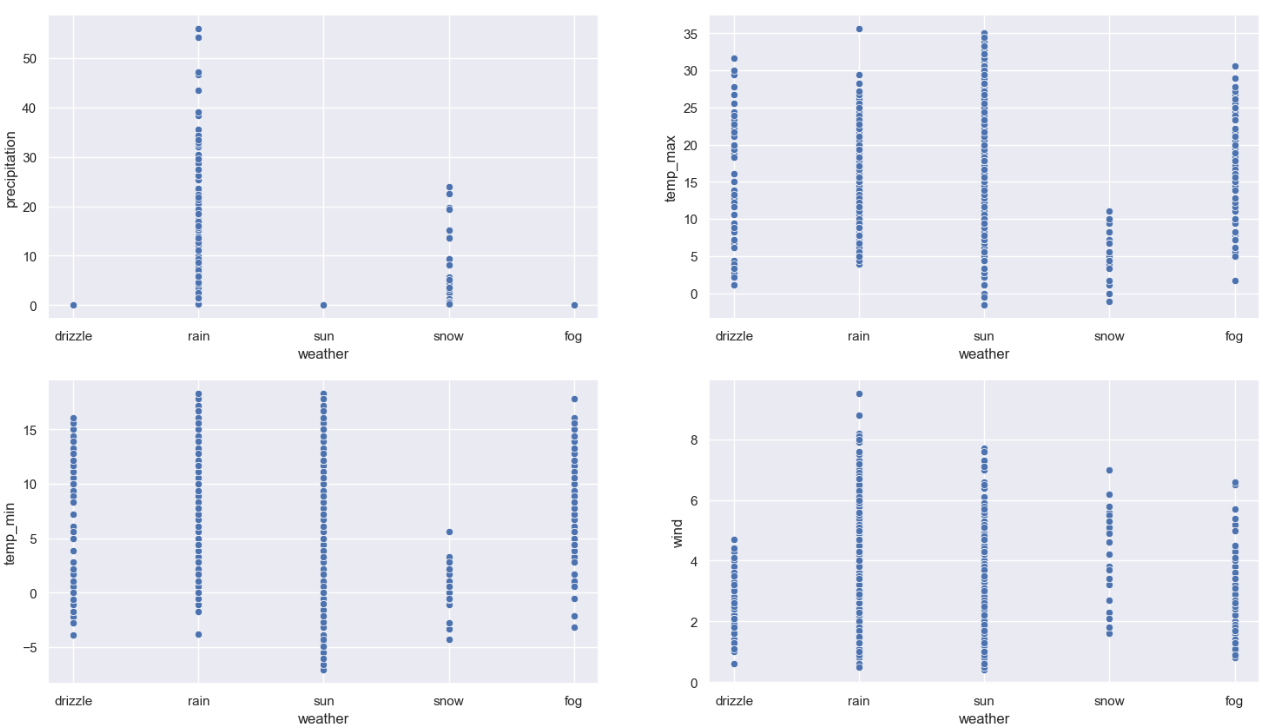 precipitation
50
40
30
20
10
0
drizzle rain sun snow fog
weather
temp_max
35
30
25
20
15
10
5
0
drizzle rain sun snow fog
weather
temp_min
15
10
5
0
−5
drizzle rain sun snow fog
weather
wind
8
6
4
2
0
drizzle rain sun snow fog
weather